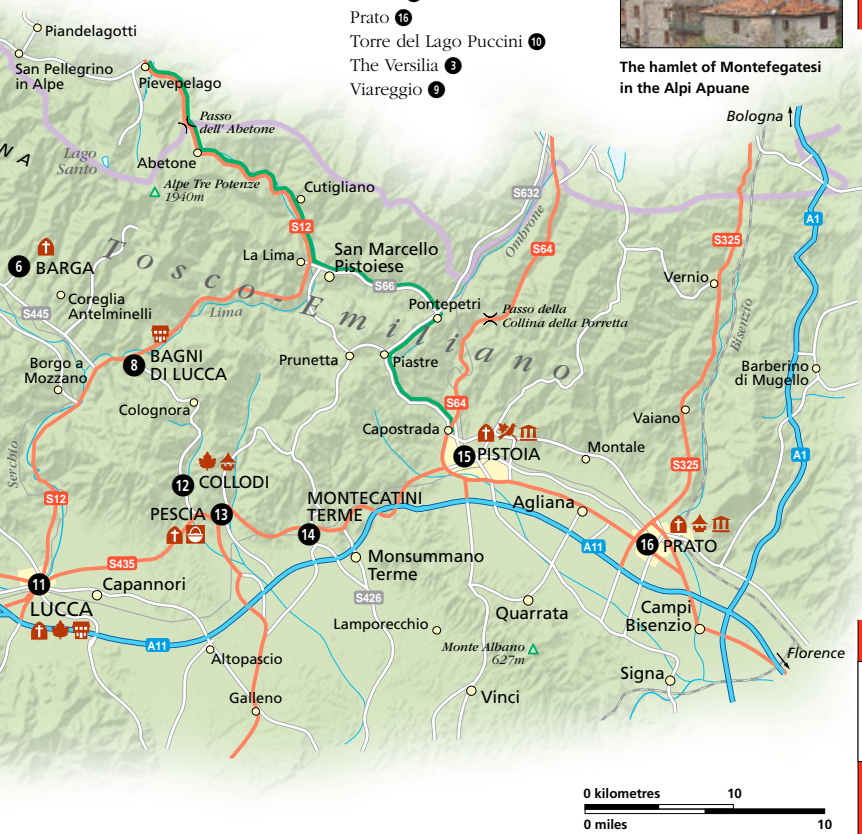 Prato 16
Torre del Lago Puccini 10
The Versilia 3
Viareggio 9
The hamlet of Montefegatesi
in the Alpi Apuane
Piandelagotti
San Pellegrino
in Alpe
Pievepelago
Passo
dell' Abetone
Bologna
N A
Lago
Santo
Abetone
Alpe Tre Potenze
1940m
Cutigliano
S632
Ombrone
A1
S12
S64
S325
Tosco-Emiliano
6 BARGA
La Lima
San Marcello
Pistoiese
Vernio
S66
Coreglia
Antelminelli
S445
Lima
Pontepetri
Passo della
Collina della Porretta
Bisenzio
Borgo a
Mozzano
8 BAGNI
DI LUCCA
Prunetta
Piastre
Barberino
di Mugello
Colognora
S64
Vaiano
Capostrada
Serchio
15 PISTOIA
Montale
S325
A1
12 COLLODI
S12
PESCIA 13
MONTECATINI
TERME
14
Agliana
A11
16 PRATO
S435
11
LUCCA
Capannori
Monsummano
Terme
S426
Quarrata
Campi
Bisenzio
Lamporecchio
Monte Albano
627m
A11
Altopascio
Florence
Signa
Galleno
Vinci
0 kilometres 10
0 miles 10